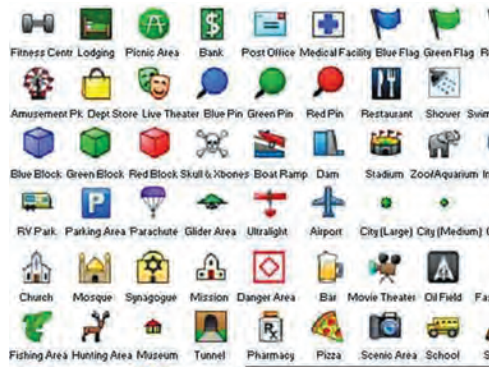 Fitness Centr Lodging Picnic Area Bank Post Office Medical Facility Blue Flag Green Flag
$
Amusement Pk. Dept Store Live Theater Blue Pin Green Pin Red Pin Restaurant Shower
Blue Block Green Block Red Block Skull & Xbones Boat Ramp Dam Stadium Zoo/Aquarium
P
RV Park Parking Area Parachute Glider Area Ultralight Airport City (Large) City (Medium)
Church Mosque Synagogue Mission Danger Area Bar Movie Theater Oil Field
Rx
Fishing Area Hunting Area Museum Tunnel Pharmacy Pizza Scenic Area School